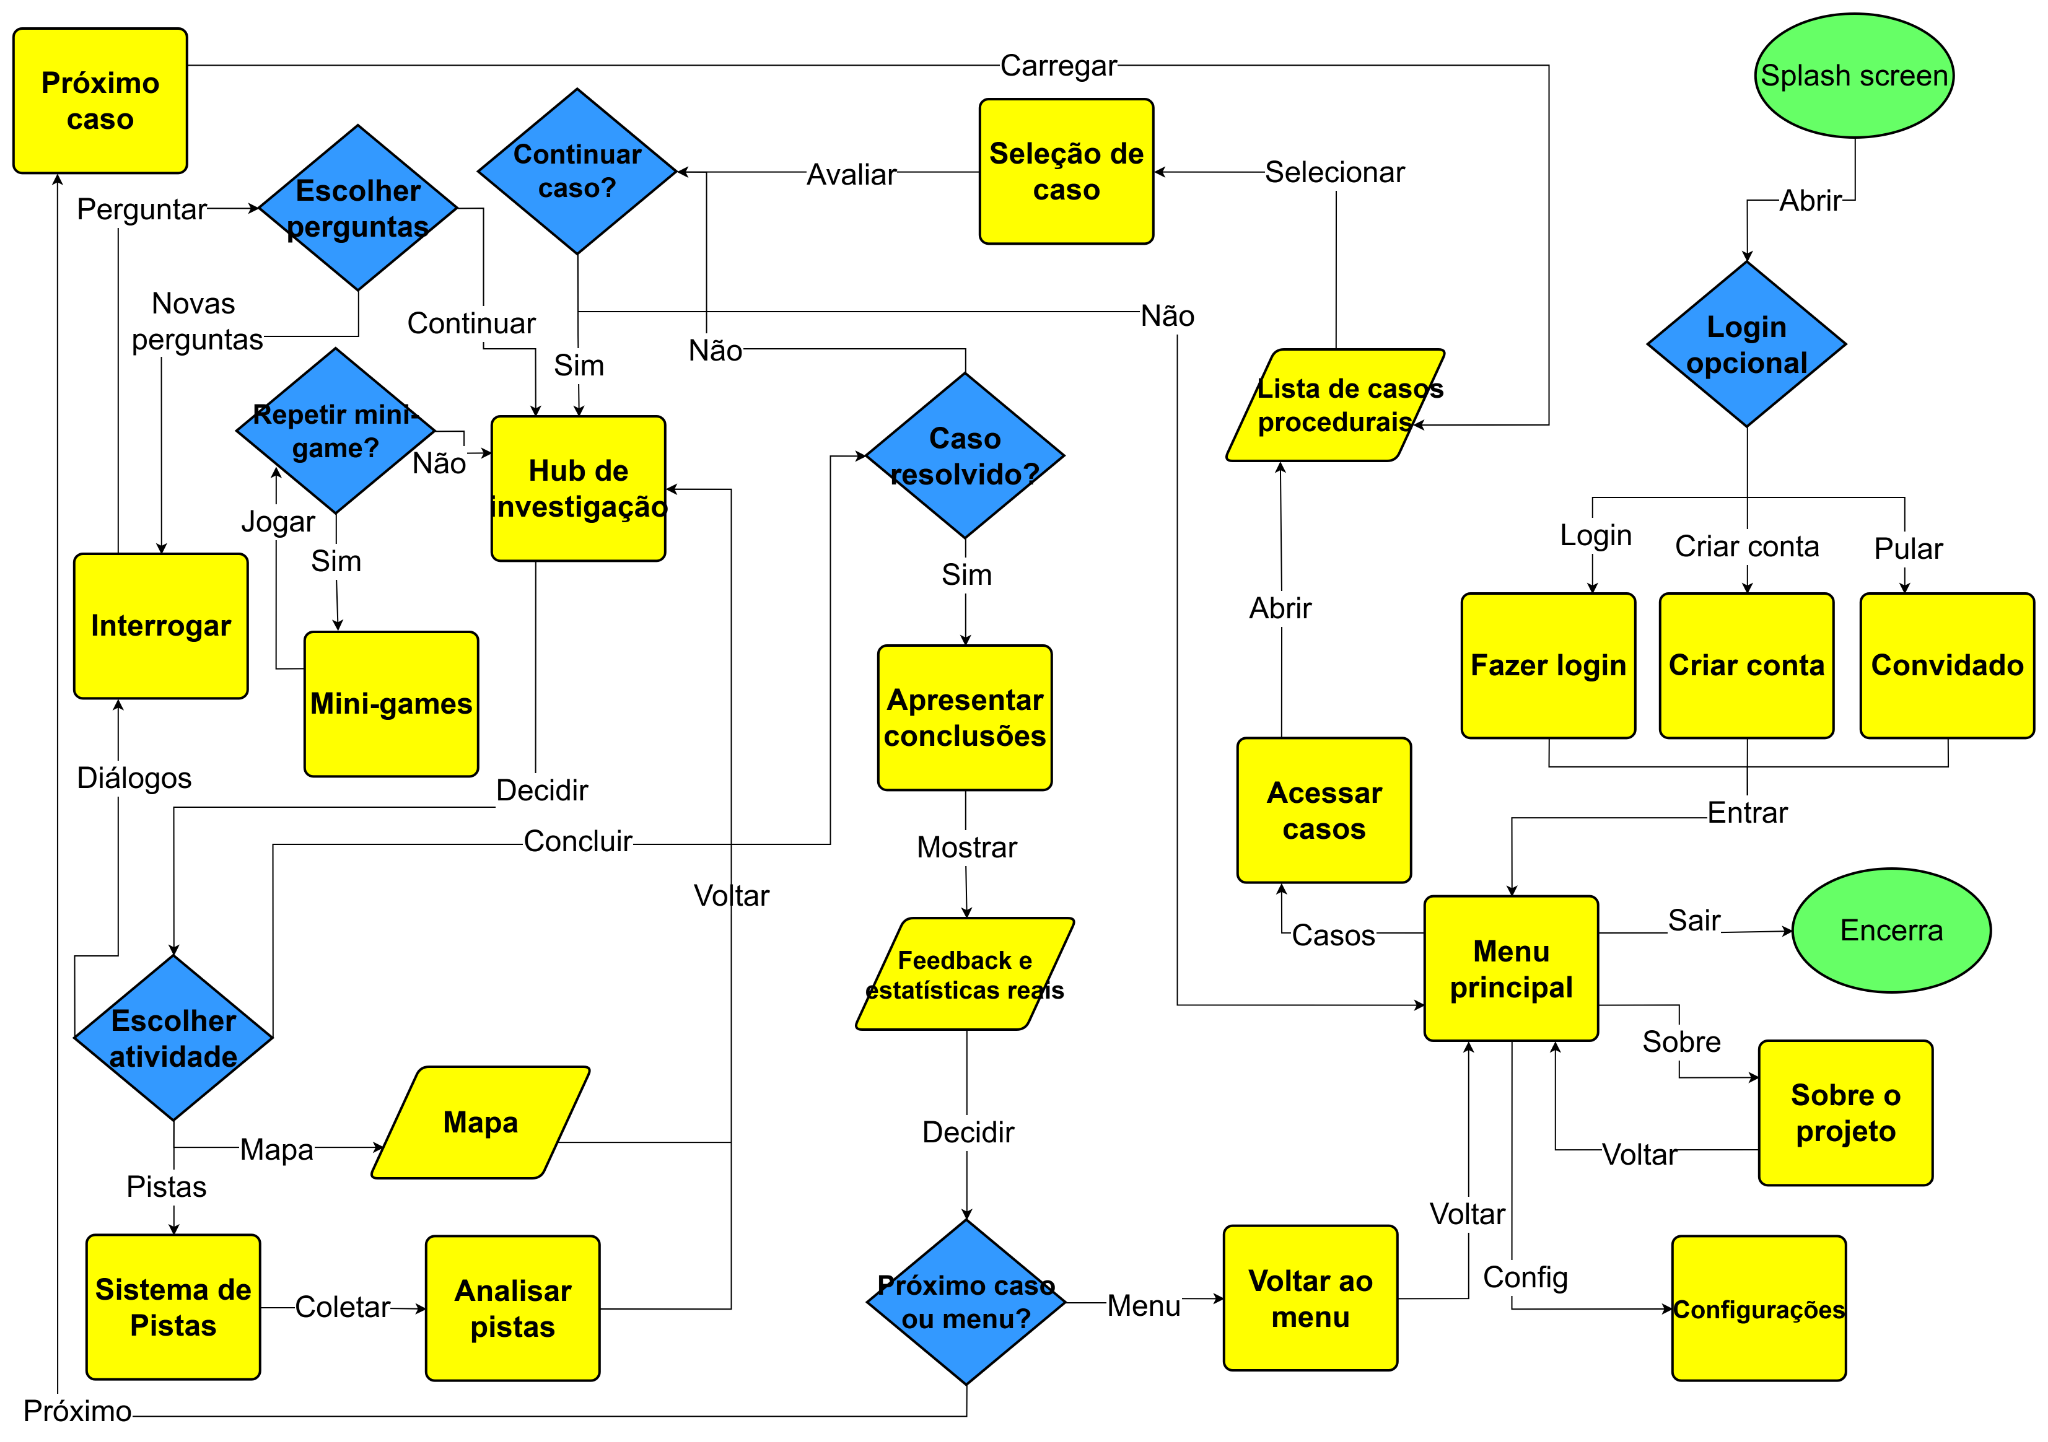 Próximo
caso
Carregar
Splash screen
Continuar
caso?
Avaliar
Seleção de
caso
Selecionar
Perguntar
Escolher
perguntas
Abrir
Novas
perguntas
Continuar
Sim
Não
Não
Login
opcional
Repetir mini-
game?
Não
Lista de casos
procedurais
Hub de
investigação
Caso
resolvido?
Jogar
Sim
Sim
Login
Criar conta
Pular
Interrogar
Abrir
Mini-games
Apresentar
conclusões
Fazer login
Criar conta
Convidado
Diálogos
Decidir
Acessar
casos
Entrar
Concluir
Mostrar
Voltar
Casos
Menu
principal
Sair
Encerra
Feedback e
estatísticas reais
Escolher
atividade
Sobre
Mapa
Mapa
Decidir
Sobre o
projeto
Voltar
Pistas
Voltar
Sistema de
Pistas
Coletar
Analisar
pistas
Próximo caso
ou menu?
Menu
Voltar ao
menu
Config
Configurações
Próximo